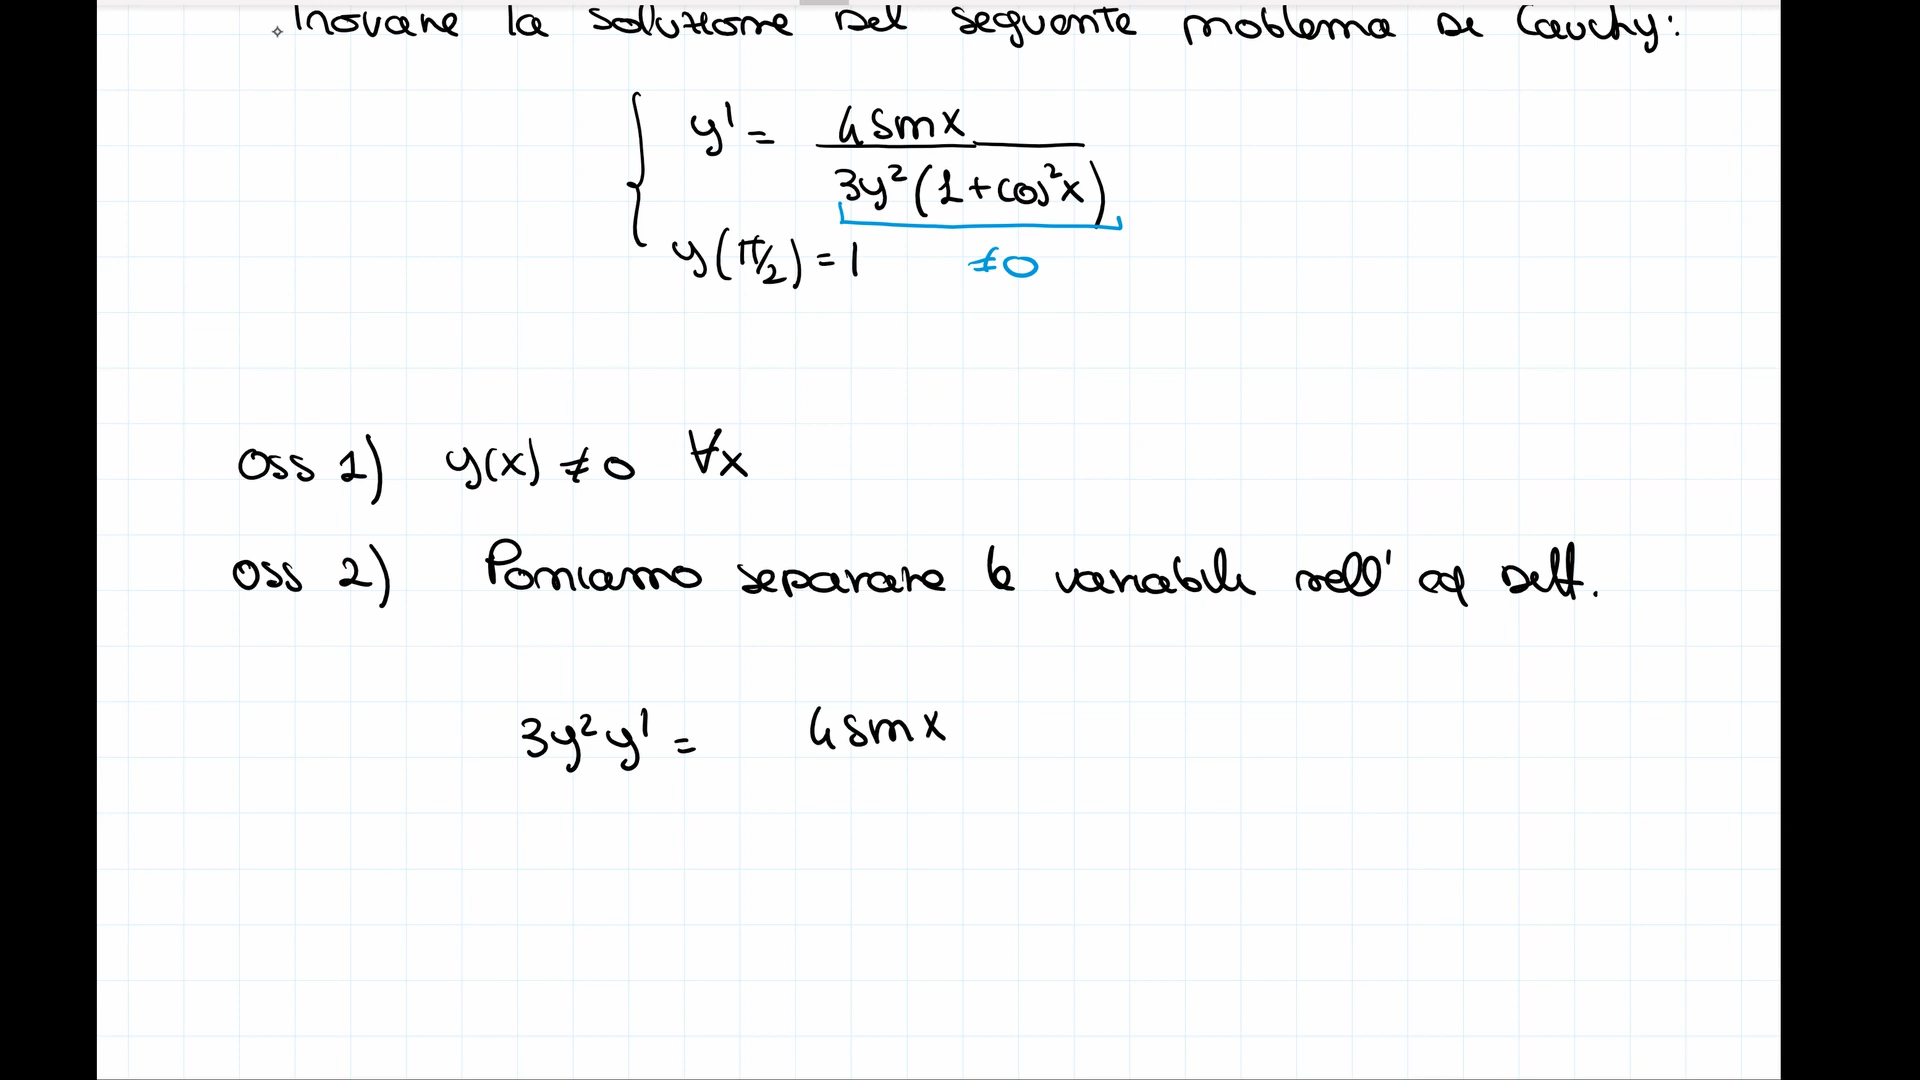 Trovare la soluzione del seguente problema di Cauchy:
y' = 4 sin x / 3y²(1+cos²x)
≠0
y(π/2) = 1
Oss 1) y(x) ≠ 0 ∀x
Oss 2) Possiamo separare le variabili nell' eq diff.
3y² y' = 4 sin x